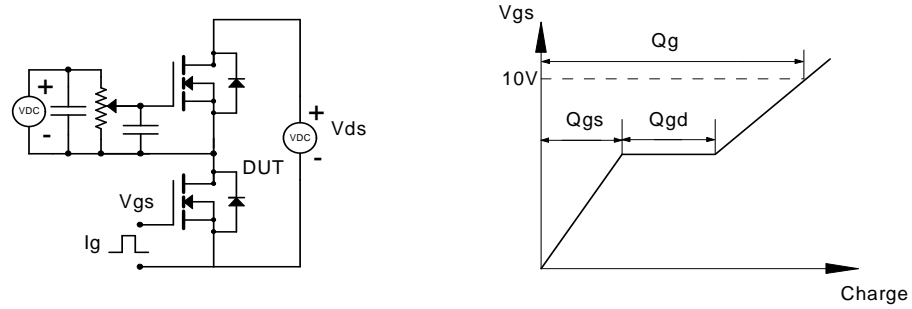 +
VDC
-
+
VDC
-
Vds
DUT
Vgs
Ig
Vgs
Qg
10V
Qgs
Qgd
Charge